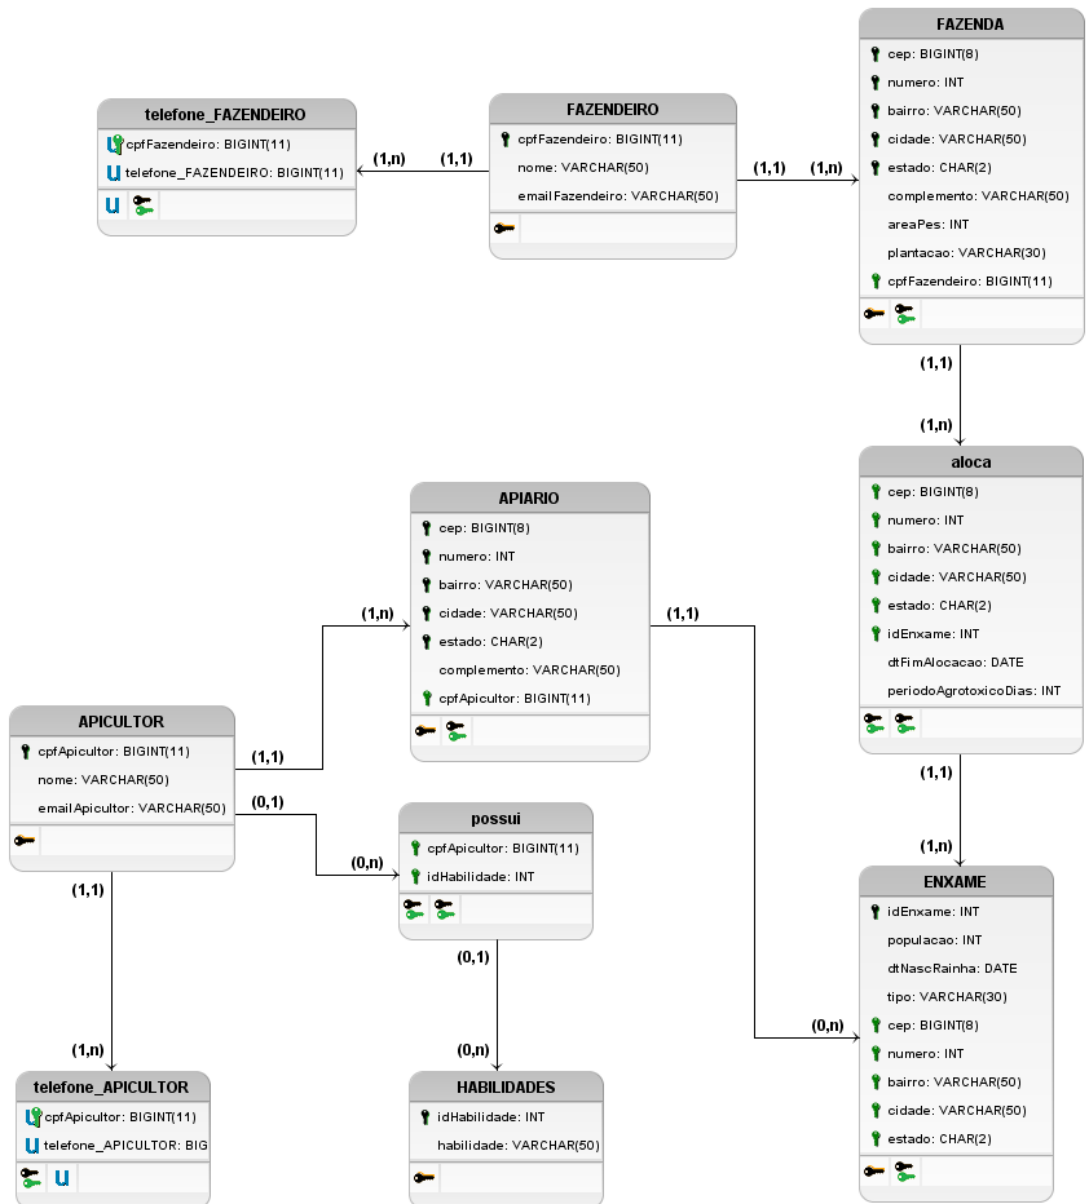 FAZENDA
cep: BIGINT(8)
numero: INT
bairro: VARCHAR(50)
cidade: VARCHAR(50)
estado: CHAR(2)
complemento: VARCHAR(50)
areaPes: INT
plantacao: VARCHAR(30)
cpfFazendeiro: BIGINT(11)
telefone_FAZENDEIRO
U cpfFazendeiro: BIGINT(11)
U telefone_FAZENDEIRO: BIGINT(11)
U
(1,n) (1,1)
FAZENDEIRO
cpfFazendeiro: BIGINT(11)
nome: VARCHAR(50)
emailFazendeiro: VARCHAR(50)
(1,1) (1,n)
(1,1)
(1,n)
aloca
cep: BIGINT(8)
numero: INT
bairro: VARCHAR(50)
cidade: VARCHAR(50)
estado: CHAR(2)
idEnxame: INT
dtFimAlocacao: DATE
periodoAgrotoxicoDias: INT
APIARIO
cep: BIGINT(8)
numero: INT
bairro: VARCHAR(50)
cidade: VARCHAR(50)
estado: CHAR(2)
complemento: VARCHAR(50)
cpfApicultor: BIGINT(11)
(1,n)
(1,1)
APICULTOR
cpfApicultor: BIGINT(11)
nome: VARCHAR(50)
emailApicultor: VARCHAR(50)
(1,1)
(0,1)
(0,n)
possui
cpfApicultor: BIGINT(11)
idHabilidade: INT
(1,1)
(1,n)
(0,1)
(0,n)
(1,1)
(1,n)
ENXAME
idEnxame: INT
populacao: INT
dtNascRainha: DATE
tipo: VARCHAR(30)
cep: BIGINT(8)
numero: INT
bairro: VARCHAR(50)
cidade: VARCHAR(50)
estado: CHAR(2)
(0,n)
telefone_APICULTOR
U cpfApicultor: BIGINT(11)
U telefone_APICULTOR: BIG
U
HABILIDADES
idHabilidade: INT
habilidade: VARCHAR(50)